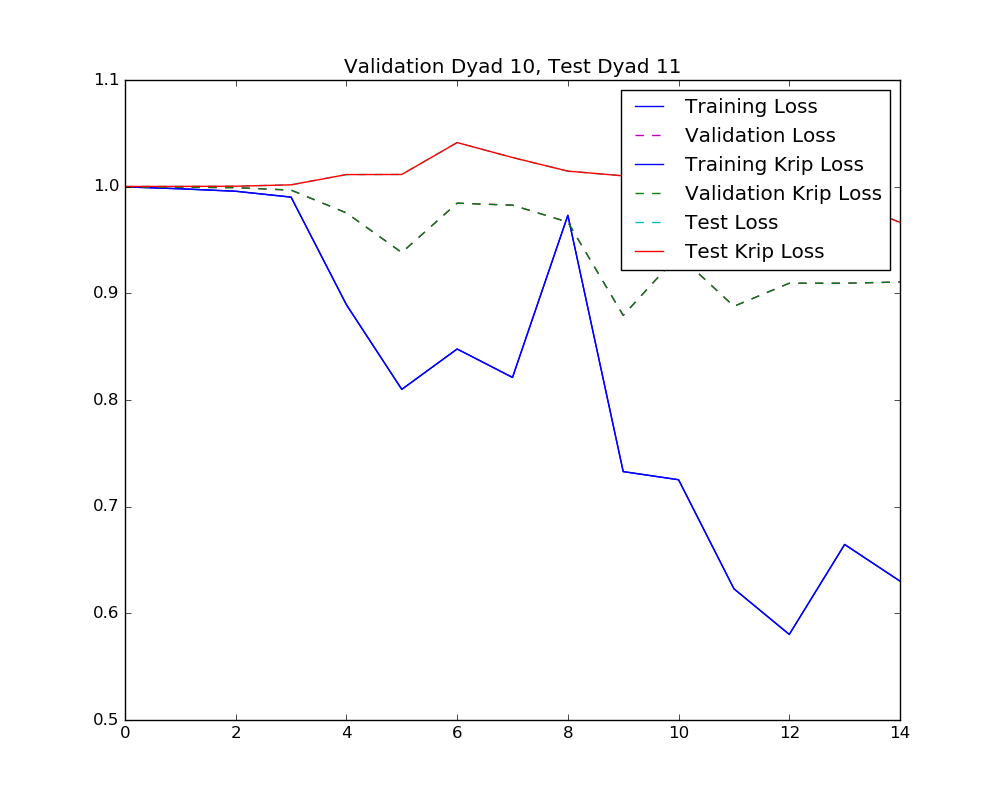 Validation Dyad 10, Test Dyad 11
1.1
1.0
0.9
0.8
0.7
0.6
0.5
Training Loss
Validation Loss
Training Krip Loss
Validation Krip Loss
Test Loss
Test Krip Loss
0 2 4 6 8 10 12 14